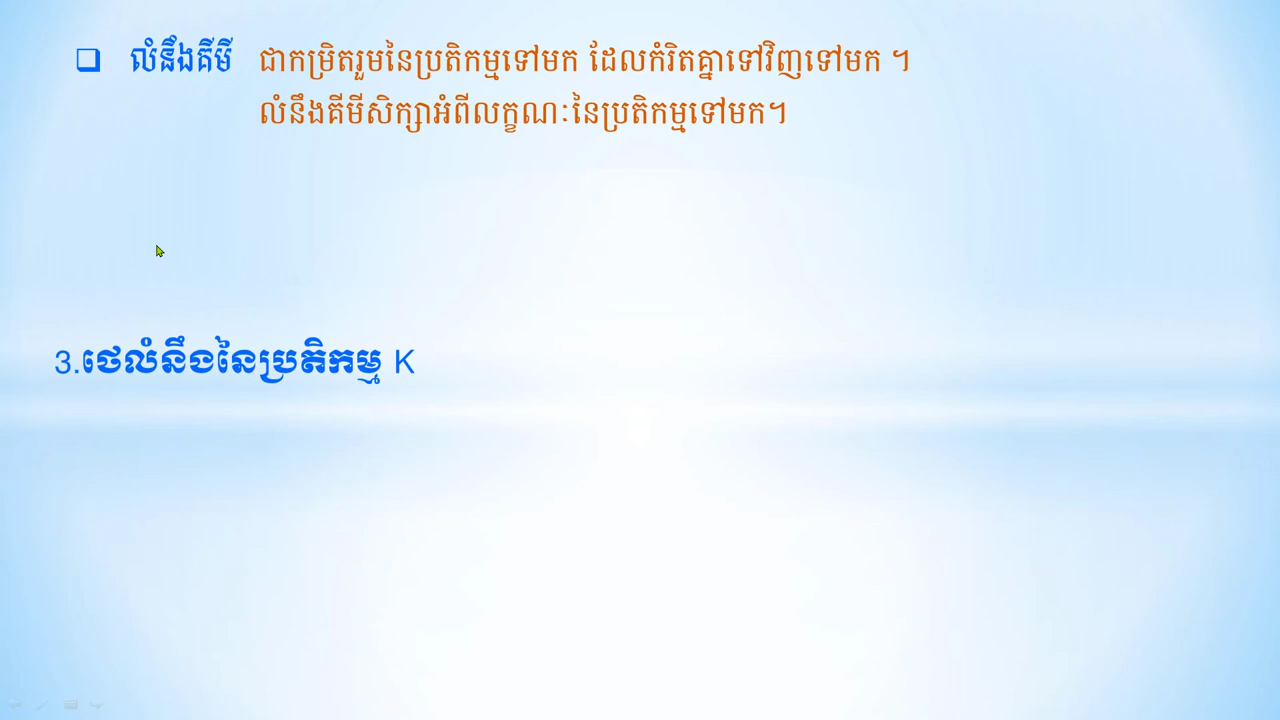 ❑ លំនឹងគីមី ជាកម្រិតរួមនៃប្រតិកម្មទៅមក ដែលកំរិតគ្នាទៅវិញទៅមក ។
លំនឹងគីមីសិក្សាអំពីលក្ខណៈនៃប្រតិកម្មទៅមក។
3.ថេលំនឹងនៃប្រតិកម្ម K